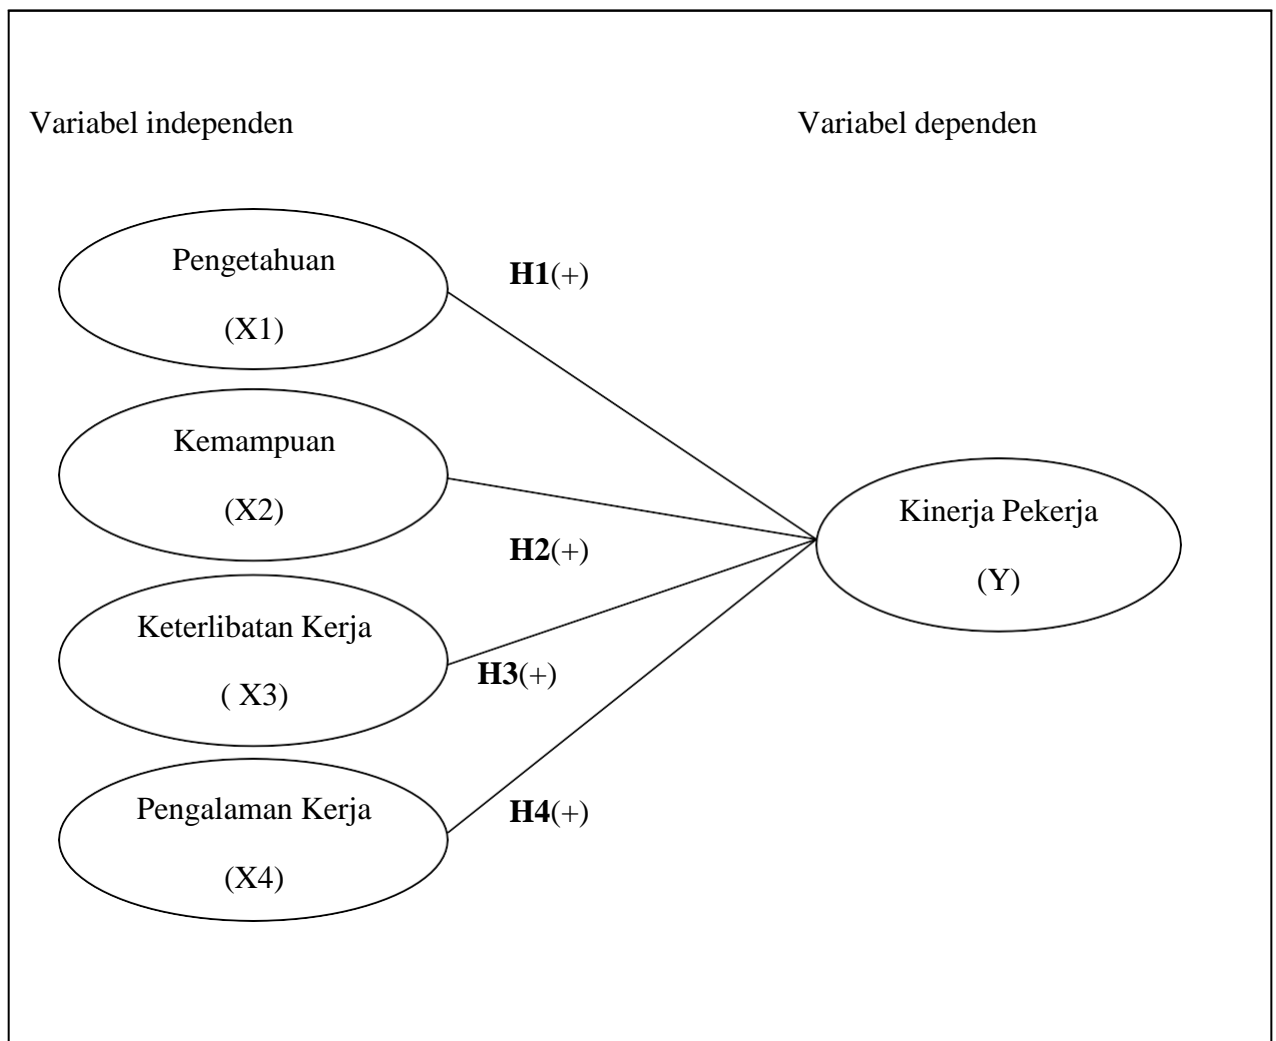 Variabel independen
Variabel dependen
Pengetahuan
(X1)
H1(+)
Kemampuan
(X2)
H2(+)
Keterlibatan Kerja
( X3)
H3(+)
Pengalaman Kerja
(X4)
H4(+)
Kinerja Pekerja
(Y)